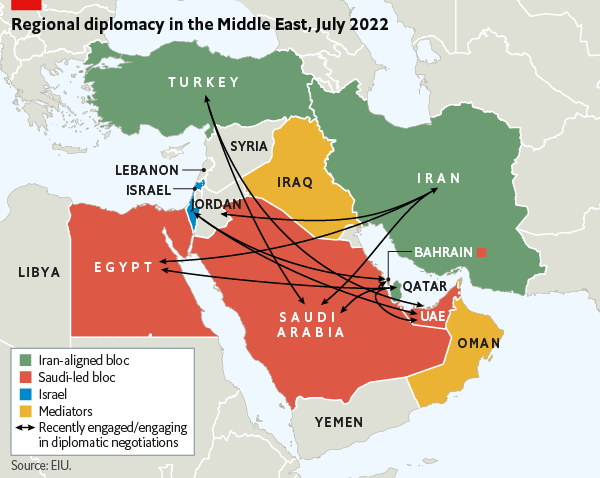 Regional diplomacy in the Middle East, July 2022
TURKEY
SYRIA
LEBANON
ISRAEL
IRAQ
IRAN
JORDAN
BAHRAIN
LIBYA
EGYPT
QATAR
SAUDI
ARABIA
UAE
OMAN
YEMEN
Iran-aligned bloc
Saudi-led bloc
Israel
Mediators
Recently engaged/engaging
in diplomatic negotiations
Source: EIU.